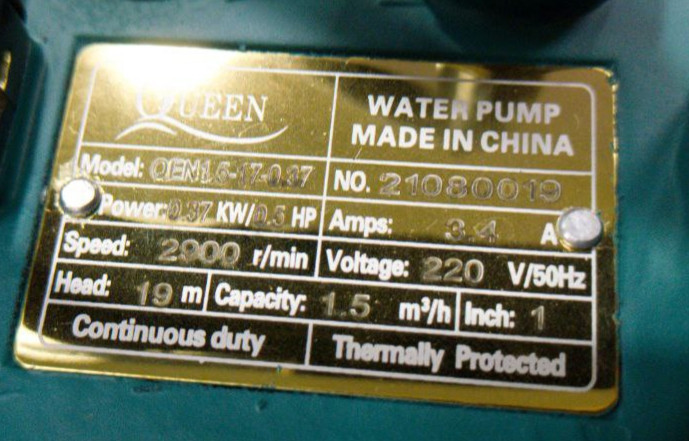 QUEEN
WATER PUMP
MADE IN CHINA
Model: QEN1.5-17-0.37
NO. 21080019
Power: 0.37 KW/0.5 HP
Amps: 3.4 A
Speed: 2900 r/min
Voltage: 220 V/50Hz
Head: 19 m
Capacity: 1.5 m³/h
Inch: 1
Continuous duty
Thermally Protected